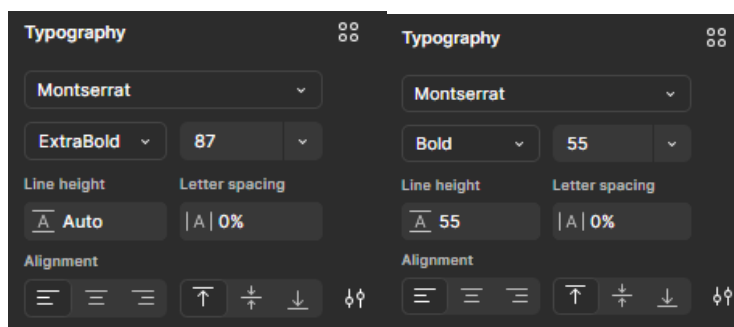 Typography
Montserrat
ExtraBold 87
Line height Letter spacing
A Auto |A| 0%
Alignment
Typography
Montserrat
Bold 55
Line height Letter spacing
A 55 |A| 0%
Alignment